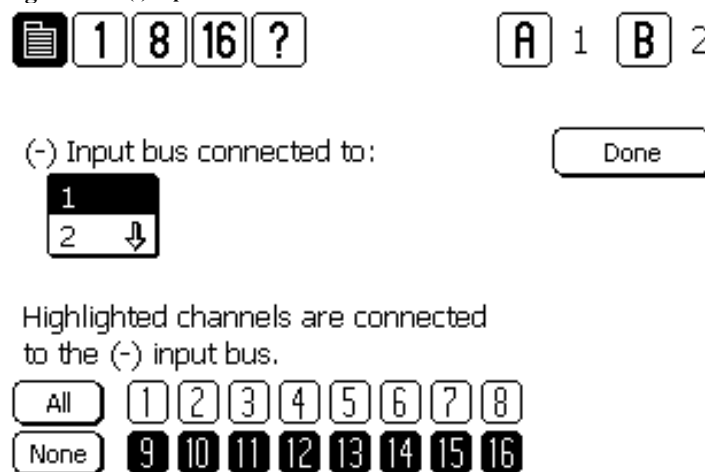 1 8 16 ? A 1 B 2
(-) Input bus connected to: Done
1
2
Highlighted channels are connected
to the (-) input bus.
All 1 2 3 4 5 6 7 8
None 9 10 11 12 13 14 15 16